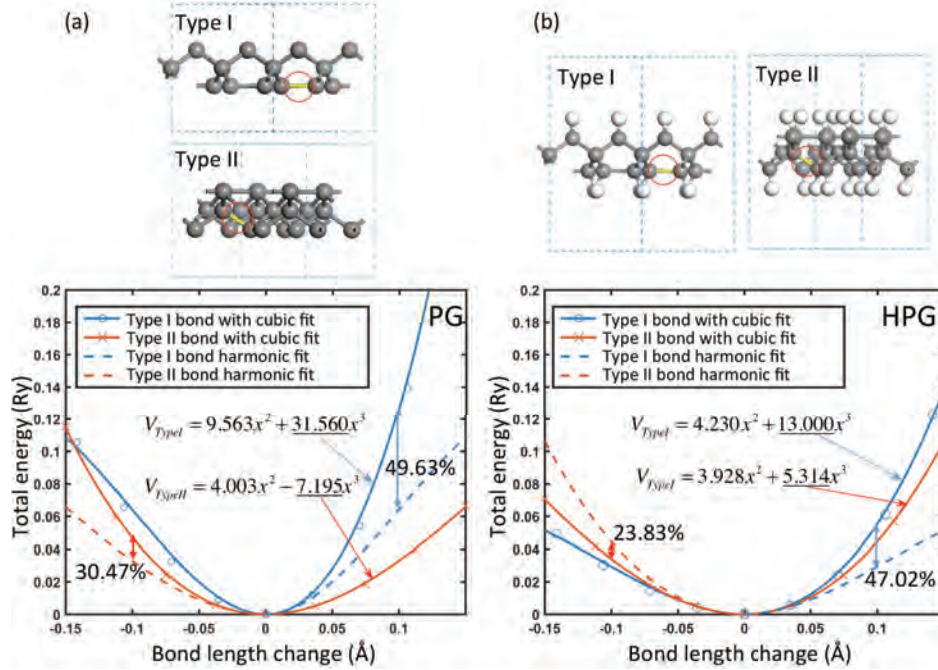 (a)
Type I
Type II
(b)
Type I
Type II
PG
Type I bond with cubic fit
Type II bond with cubic fit
Type I bond harmonic fit
Type II bond harmonic fit
V_{TypeI} = 9.563x^2 + 31.560x^3
V_{TypeII} = 4.003x^2 − 7.195x^3
49.63%
30.47%
Total energy (Ry)
0.2
0.18
0.16
0.14
0.12
0.1
0.08
0.06
0.04
0.02
0
-0.15
-0.1
-0.05
0
0.05
0.1
Bond length change (Å)
HPG
Type I bond with cubic fit
Type II bond with cubic fit
Type I bond harmonic fit
Type II bond harmonic fit
V_{TypeI} = 4.230x^2 + 13.000x^3
V_{TypeI} = 3.928x^2 + 5.314x^3
23.83%
47.02%
Total energy (Ry)
0.2
0.18
0.16
0.14
0.12
0.1
0.08
0.06
0.04
0.02
0
-0.15
-0.1
-0.05
0
0.05
0.1
Bond length change (Å)